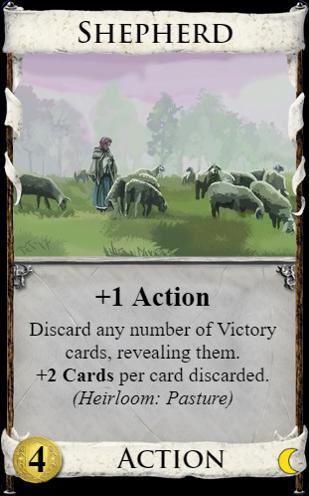 SHEPHERD
+1 Action
Discard any number of Victory
cards, revealing them.
+2 Cards per card discarded.
(Heirloom: Pasture)
4
ACTION